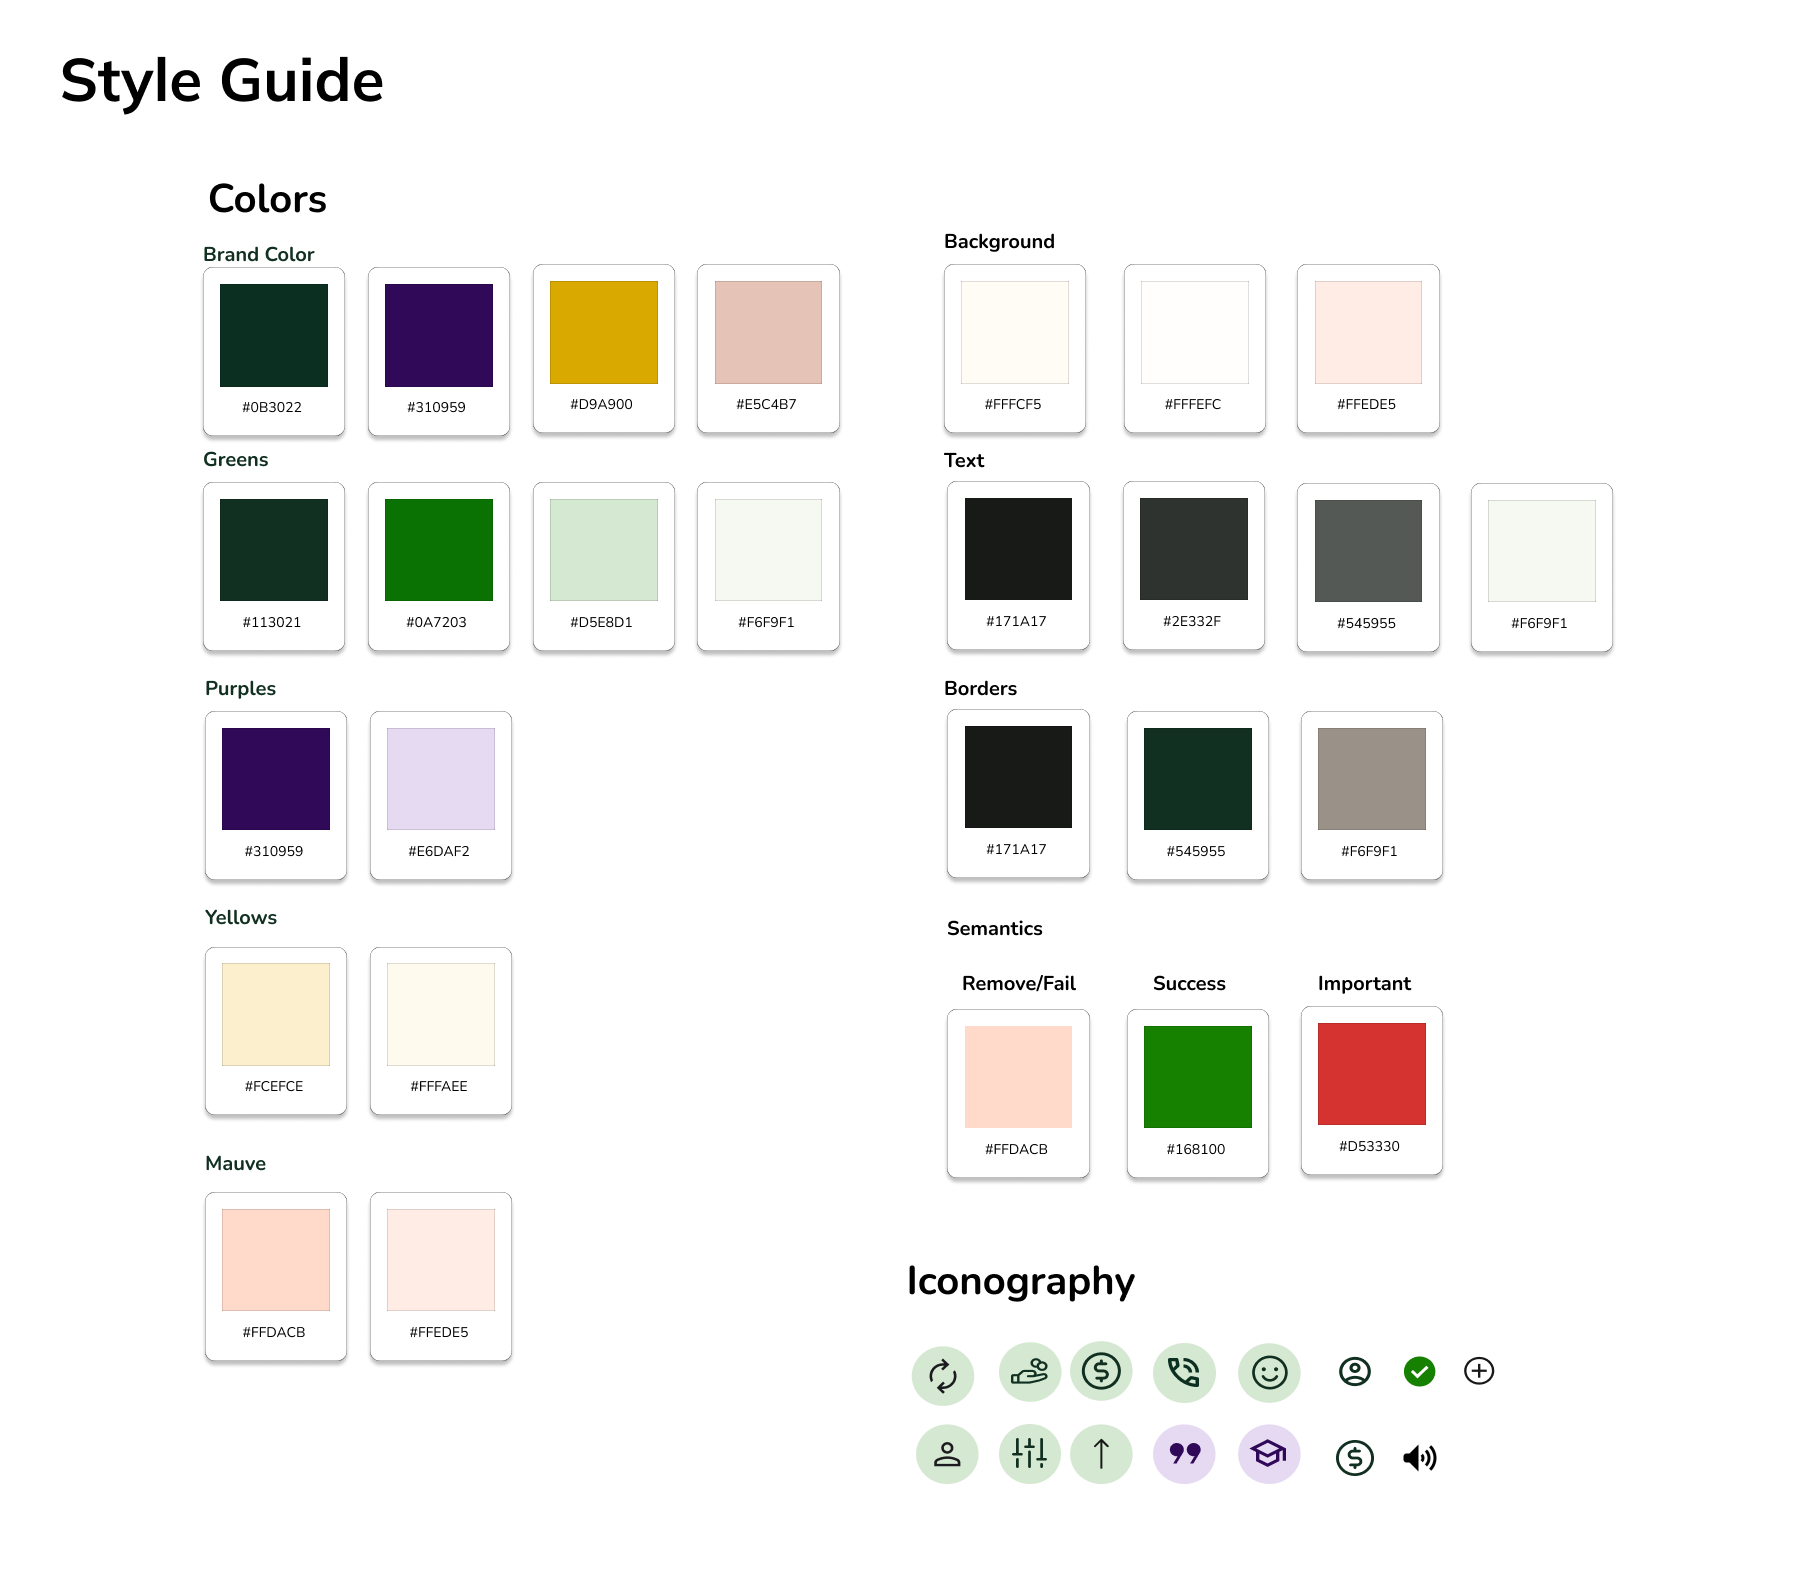 Style Guide
Colors
Brand Color
#0B3022
#310959
#D9A900
#E5C4B7
Greens
#113021
#0A7203
#D5E8D1
#F6F9F1
Purples
#310959
#E6DAF2
Yellows
#FCEFCE
#FFFAEE
Mauve
#FFDACB
#FFEDE5
Background
#FFFCF5
#FFFEFC
#FFEDE5
Text
#171A17
#2E332F
#545955
#F6F9F1
Borders
#171A17
#545955
#F6F9F1
Semantics
Remove/Fail
Success
Important
#FFDACB
#168100
#D53330
Iconography